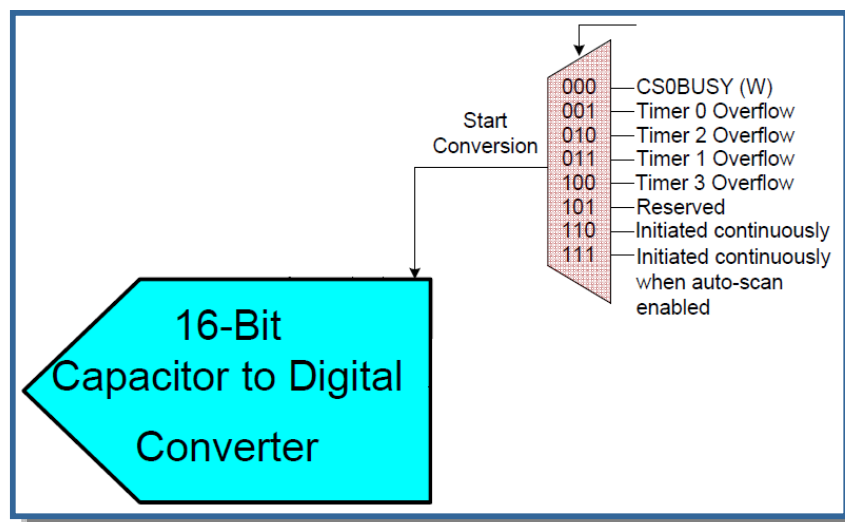 Start
Conversion
000
001
010
011
100
101
110
111
CS0BUSY (W)
Timer 0 Overflow
Timer 2 Overflow
Timer 1 Overflow
Timer 3 Overflow
Reserved
Initiated continuously
Initiated continuously
when auto-scan
enabled
16-Bit
Capacitor to Digital
Converter